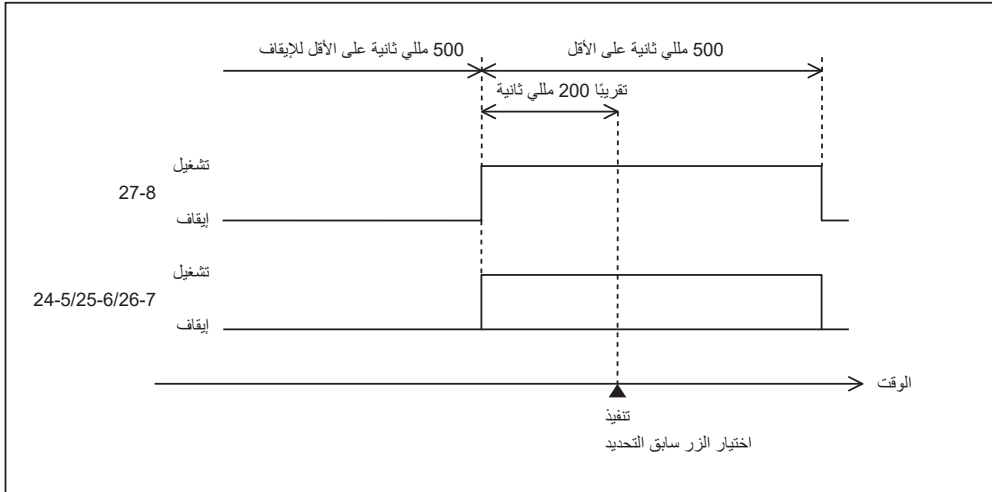 500 مللي ثانية على الأقل
500 مللي ثانية على الأقل للإيقاف
تقريبًا 200 مللي ثانية
تشغيل
27-8
إيقاف
تشغيل
24-5/25-6/26-7
إيقاف
الوقت
تنفيذ
اختيار الزر سابق التحديد